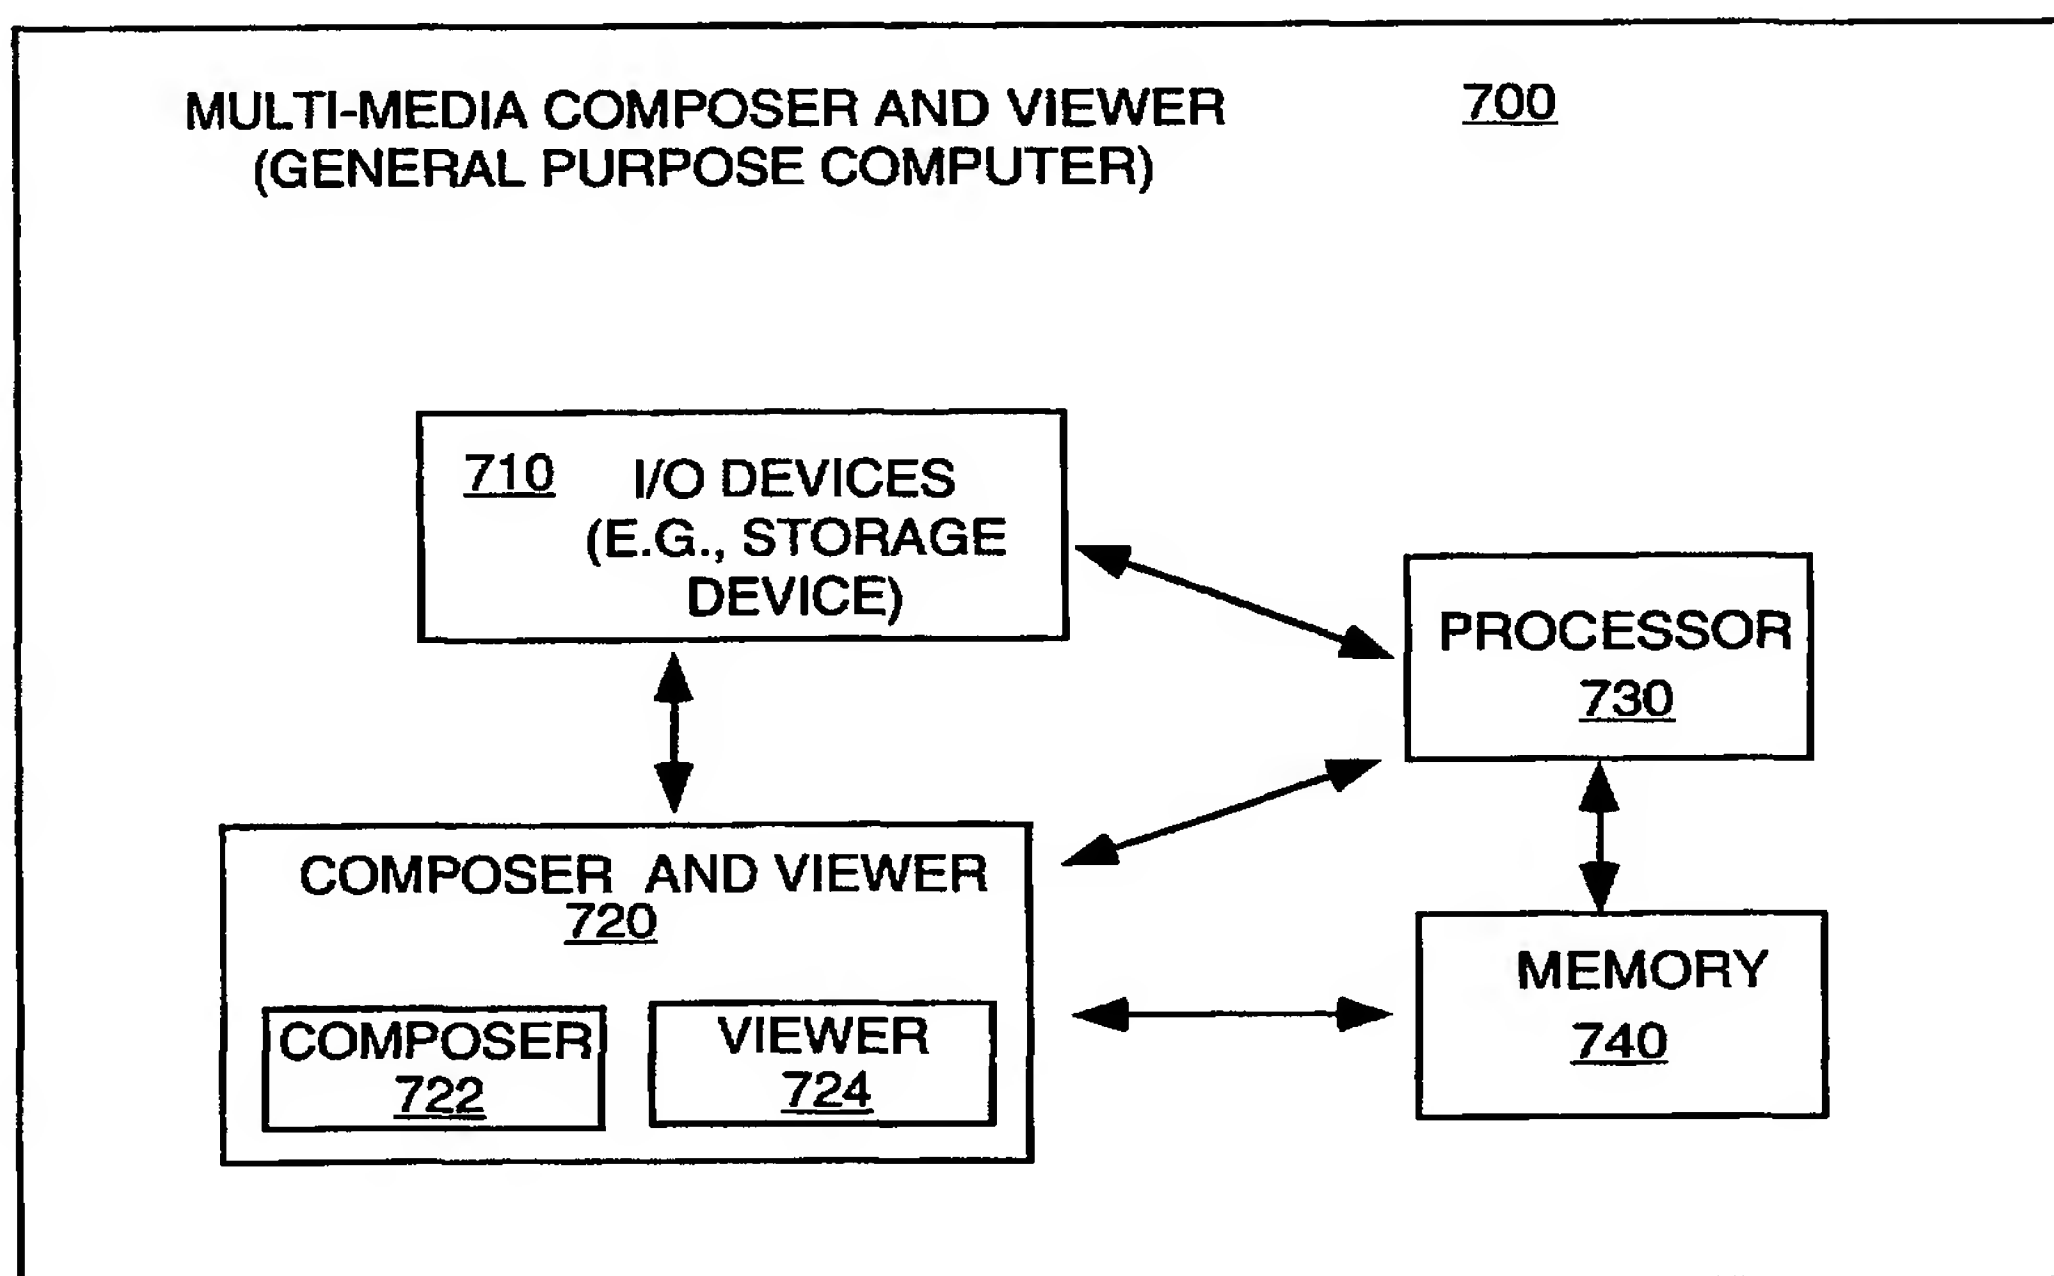 MULTI-MEDIA COMPOSER AND VIEWER 700
(GENERAL PURPOSE COMPUTER)
710 I/O DEVICES
(E.G., STORAGE
DEVICE)
PROCESSOR
730
COMPOSER AND VIEWER
720
COMPOSER
722
VIEWER
724
MEMORY
740